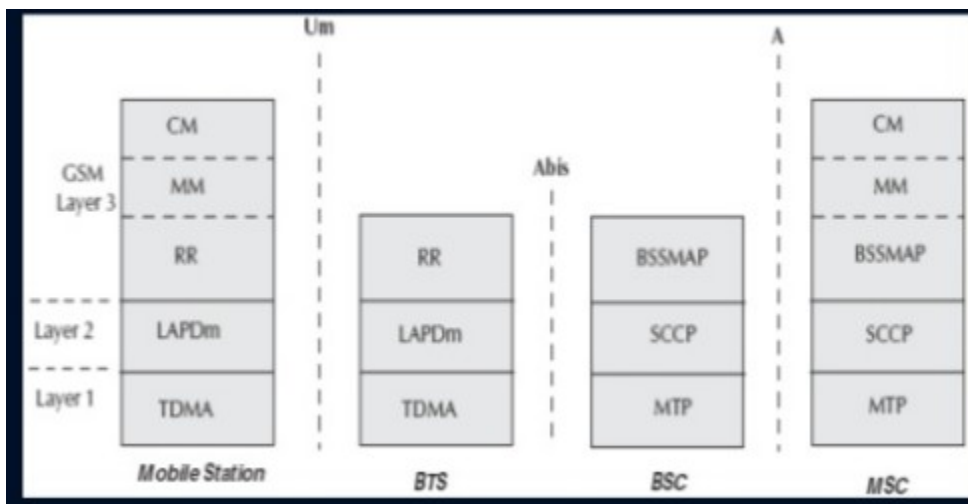 Um
A
CM
CM
GSM
Layer 3
MM
Abis
MM
RR
RR
BSSMAP
BSSMAP
Layer 2
LAPDm
LAPDm
SCCP
SCCP
Layer 1
TDMA
TDMA
MTP
MTP
Mobile Station
BTS
BSC
MSC